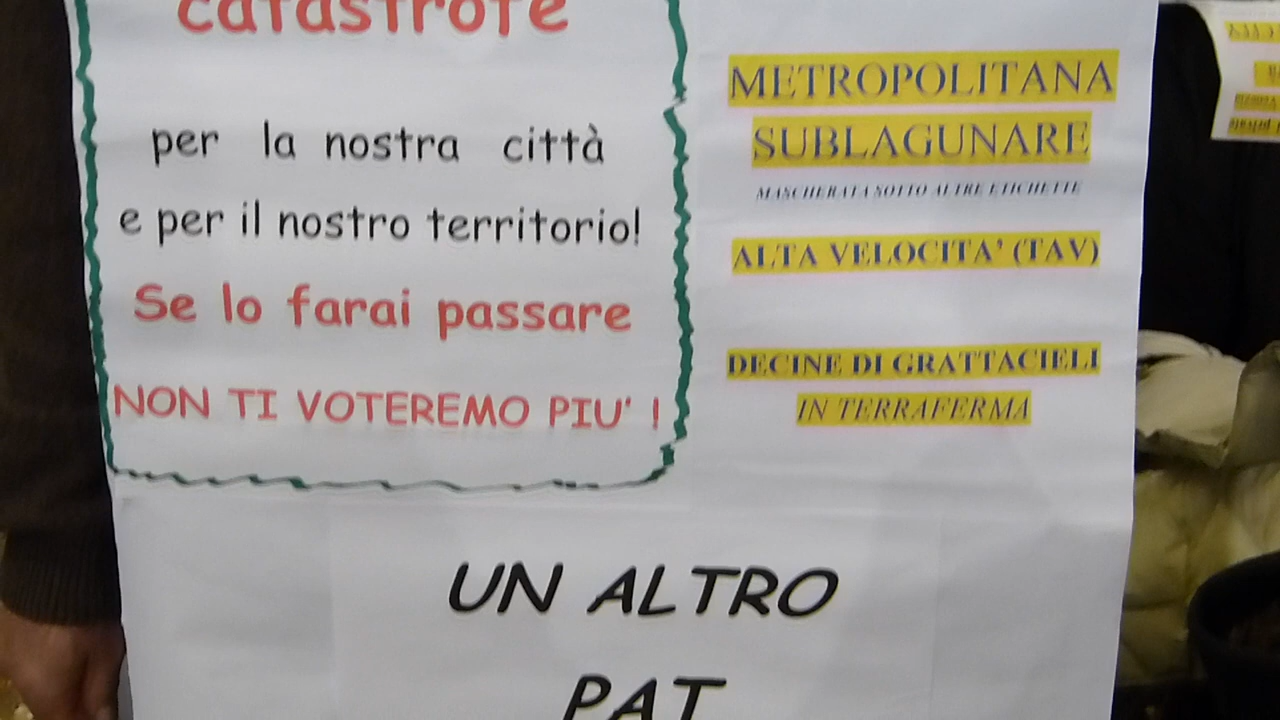 catastrofe
per la nostra città
e per il nostro territorio!
Se lo farai passare
NON TI VOTEREMO PIU' !
METROPOLITANA
SUBLAGUNARE
MASCHERATA SOTTO ALTRE ETICHETTE
ALTA VELOCITA' (TAV)
DECINE DI GRATTACIELI
IN TERRAFERMA
UN ALTRO
PAT